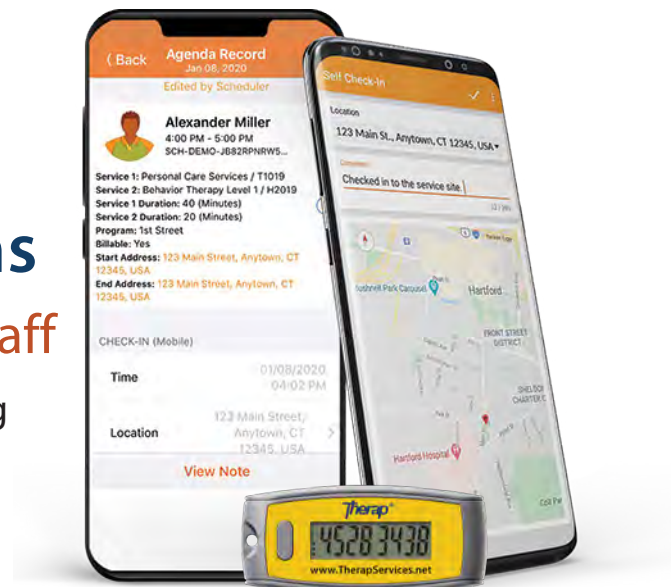 ns
aff
g
( Back
Agenda Record
Jan 08, 2020
Edited by Scheduler
Alexander Miller
4:00 PM - 5:00 PM
SCH-DEMO-JB82RPNRW5...
Service 1: Personal Care Services / T1019
Service 2: Behavior Therapy Level 1 / H2019
Service 1 Duration: 40 (Minutes)
Service 2 Duration: 20 (Minutes)
Program: 1st Street
Billable: Yes
Start Address: 123 Main Street, Anytown, CT
12345, USA
End Address: 123 Main Street, Anytown, CT
12345, USA
CHECK-IN (Mobile)
Time
01/08/2020
04:02 PM
Location
123 Main Street,
Anytown, CT
12345, USA
View Note
Self Check-In
Location
123 Main St., Anytown, CT 12345, USA
Comments
Checked in to the service site.
Bushnell Park Carousel
Hartford
FRONT STREET
DISTRICT
Hartford Hospital
Therap
4528 3438
www.TherapServices.net